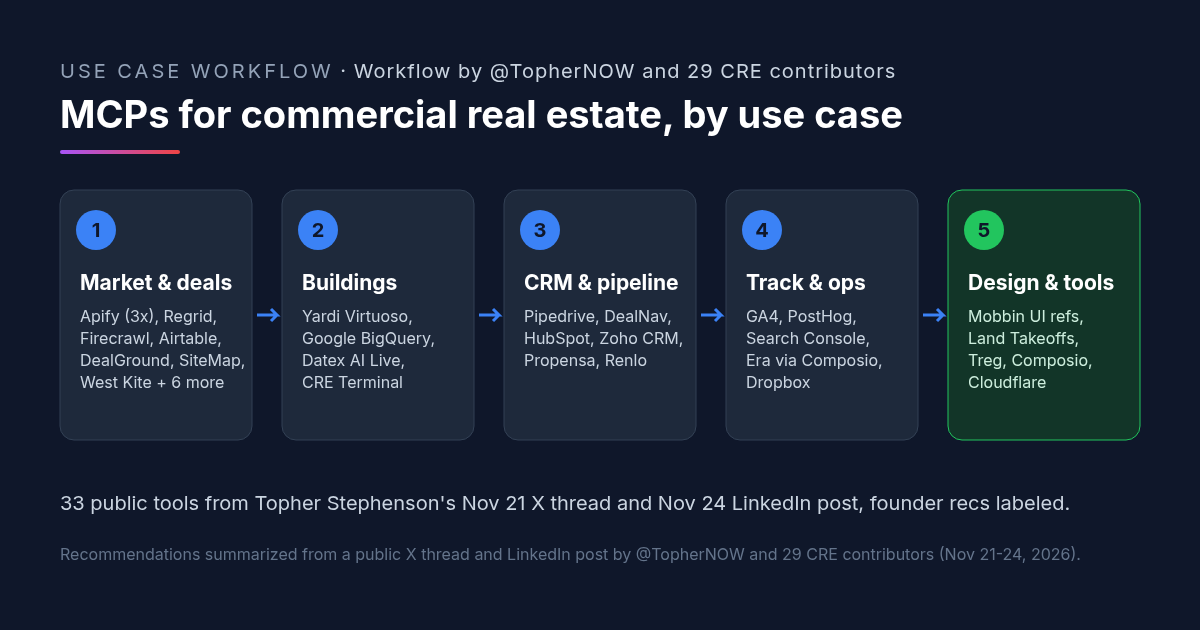 USE CASE WORKFLOW · Workflow by @TopherNOW and 29 CRE contributors
MCPs for commercial real estate, by use case
1
Market & deals
Apify (3x), Regrid,
Firecrawl, Airtable,
DealGround, SiteMap,
West Kite + 6 more
2
Buildings
Yardi Virtuoso,
Google BigQuery,
Datex AI Live,
CRE Terminal
3
CRM & pipeline
Pipedrive, DealNav,
HubSpot, Zoho CRM,
Propensa, Renlo
4
Track & ops
GA4, PostHog,
Search Console,
Era via Composio,
Dropbox
5
Design & tools
Mobbin UI refs,
Land Takeoffs,
Treg, Composio,
Cloudflare
33 public tools from Topher Stephenson's Nov 21 X thread and Nov 24 LinkedIn post, founder recs labeled.
Recommendations summarized from a public X thread and LinkedIn post by @TopherNOW and 29 CRE contributors (Nov 21-24, 2026).